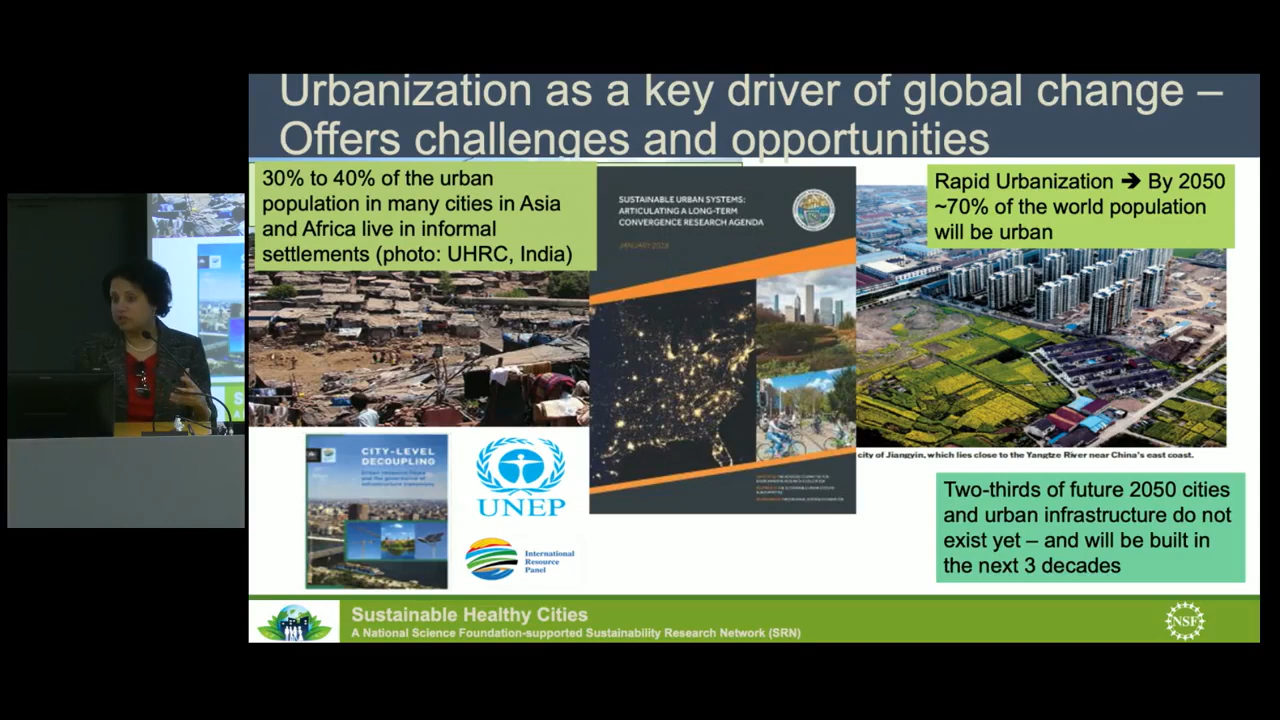 Urbanization as a key driver of global change –
Offers challenges and opportunities
30% to 40% of the urban
population in many cities in Asia
and Africa live in informal
settlements (photo: UHRC, India)
SUSTAINABLE URBAN SYSTEMS:
ARTICULATING A LONG-TERM
CONVERGENCE RESEARCH AGENDA
JANUARY 2018
Rapid Urbanization ➔ By 2050
~70% of the world population
will be urban
city of Jiangyin, which lies close to the Yangtze River near China's east coast.
CITY-LEVEL
DECOUPLING
UNEP
International
Resource
Panel
Two-thirds of future 2050 cities
and urban infrastructure do not
exist yet – and will be built in
the next 3 decades
Sustainable Healthy Cities
A National Science Foundation-supported Sustainability Research Network (SRN)
NSF